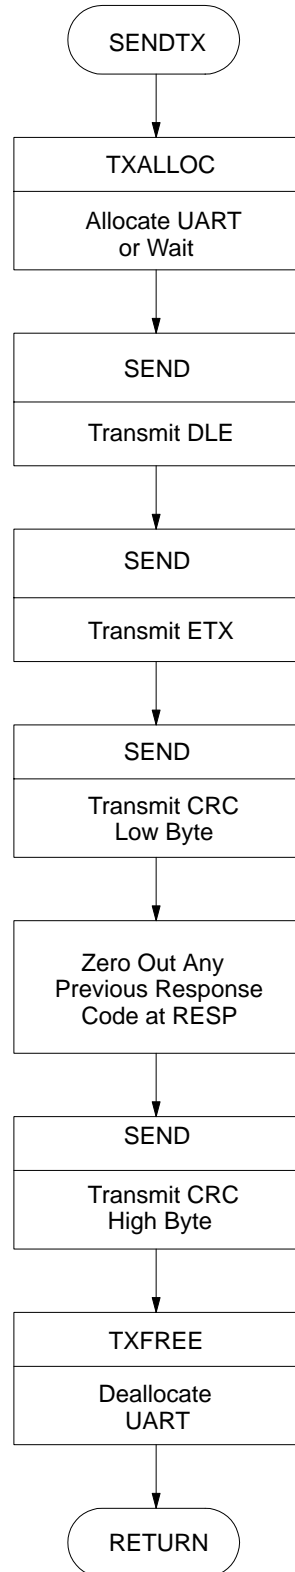 SENDTX
TXALLOC
Allocate UART
or Wait
SEND
Transmit DLE
SEND
Transmit ETX
SEND
Transmit CRC
Low Byte
Zero Out Any
Previous Response
Code at RESP
SEND
Transmit CRC
High Byte
TXFREE
Deallocate
UART
RETURN